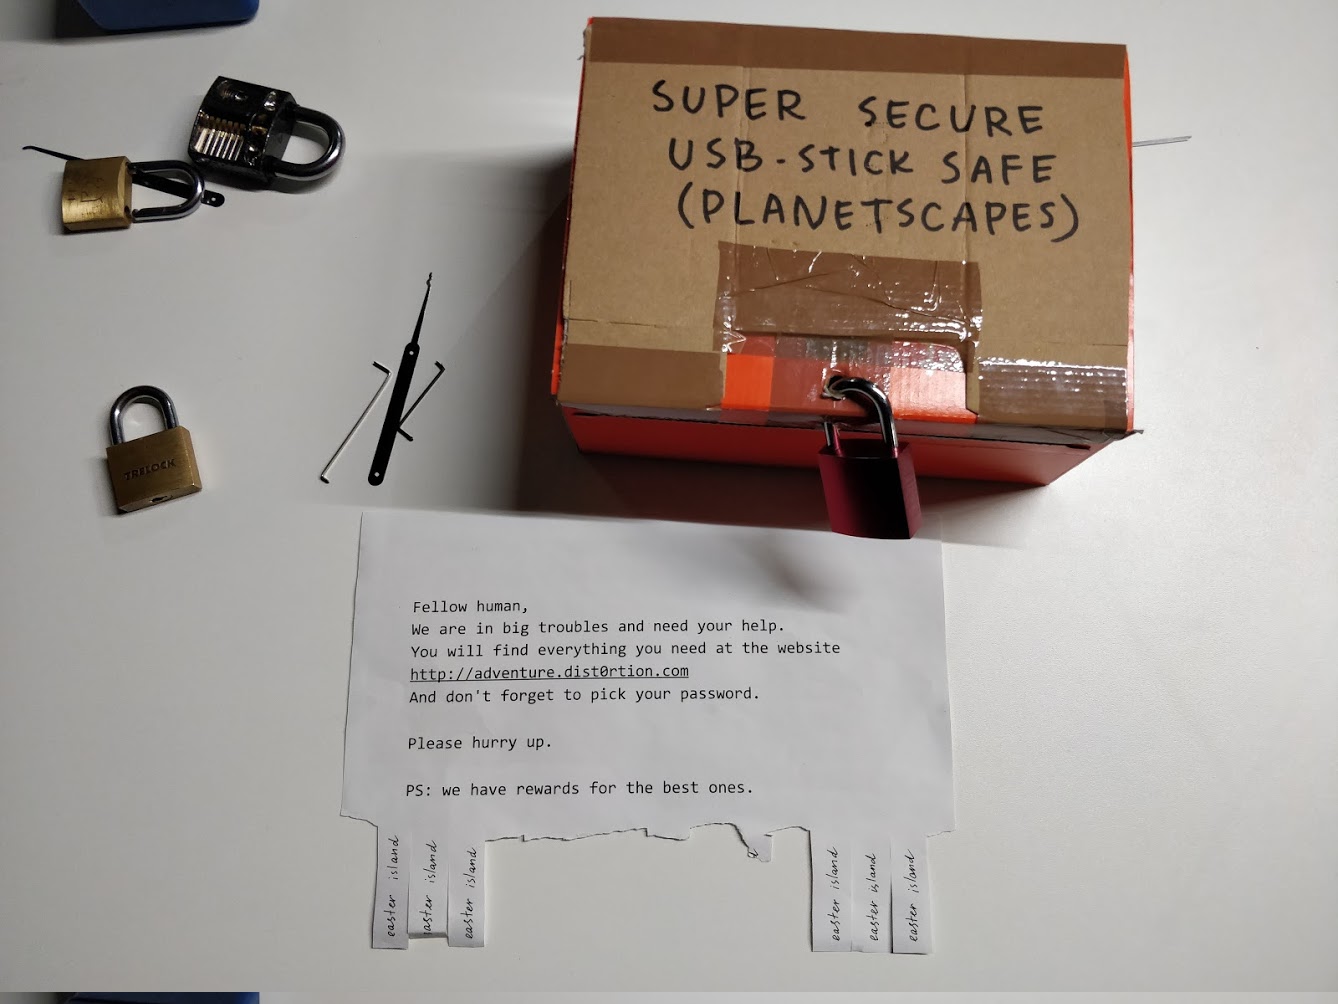 SUPER SECURE
USB-STICK SAFE
(PLANETSCAPES)
TRELOCK
Fellow human,
We are in big troubles and need your help.
You will find everything you need at the website
http://adventure.dist0rtion.com
And don't forget to pick your password.
Please hurry up.
PS: we have rewards for the best ones.
easter island
easter island
easter island
easter island
easter island
easter island